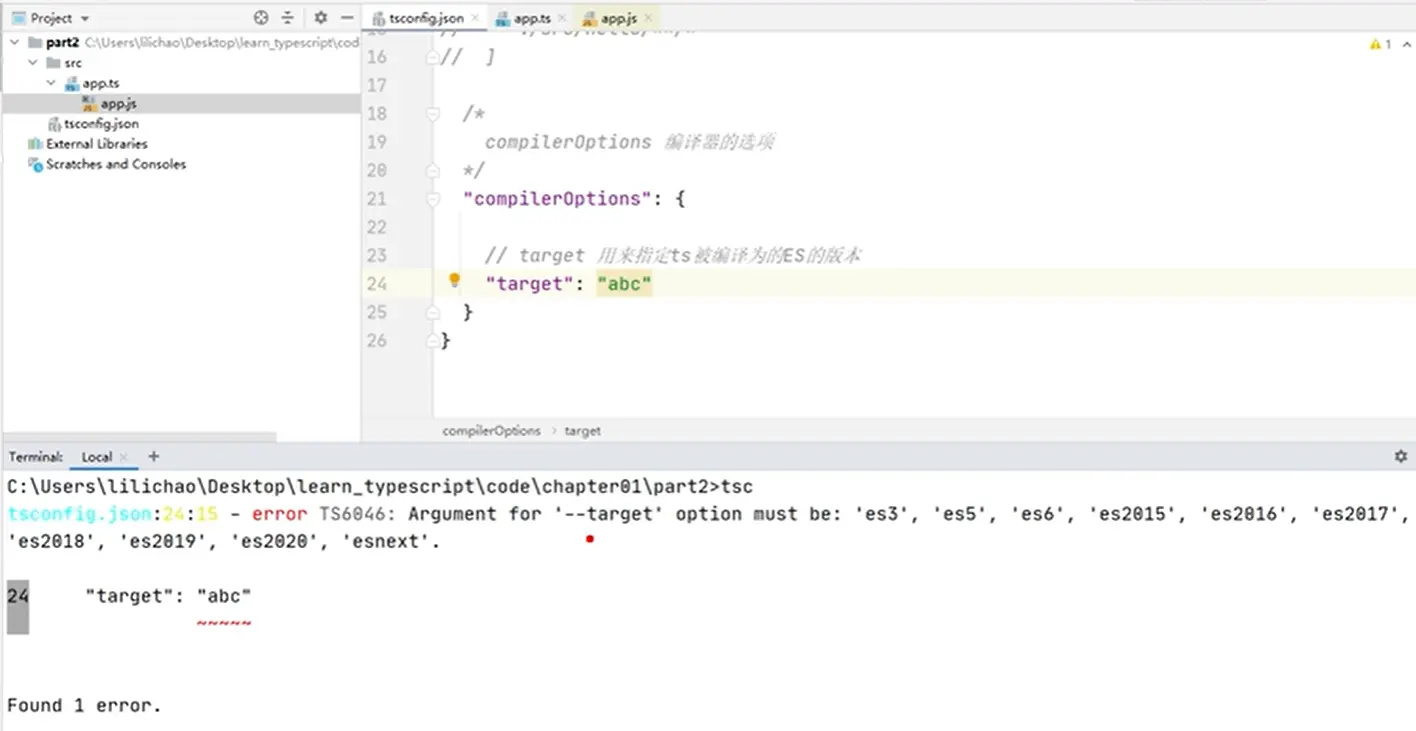 Project
tsconfig.json
app.ts
app.js
part2 C:\Users\lilichao\Desktop\learn_typescript\cod
src
app.ts
app.js
tsconfig.json
External Libraries
Scratches and Consoles
1
16 // ]
17
18 /*
19 compilerOptions 编译器的选项
20 */
21 "compilerOptions": {
22
23 // target 用来指定ts被编译为的ES的版本
24 "target": "abc"
25 }
26 }
compilerOptions › target
Terminal: Local × +
C:\Users\lilichao\Desktop\learn_typescript\code\chapter01\part2>tsc
tsconfig.json:24:15 - error TS6046: Argument for '--target' option must be: 'es3', 'es5', 'es6', 'es2015', 'es2016', 'es2017',
'es2018', 'es2019', 'es2020', 'esnext'.
24 "target": "abc"
~~~~~
Found 1 error.